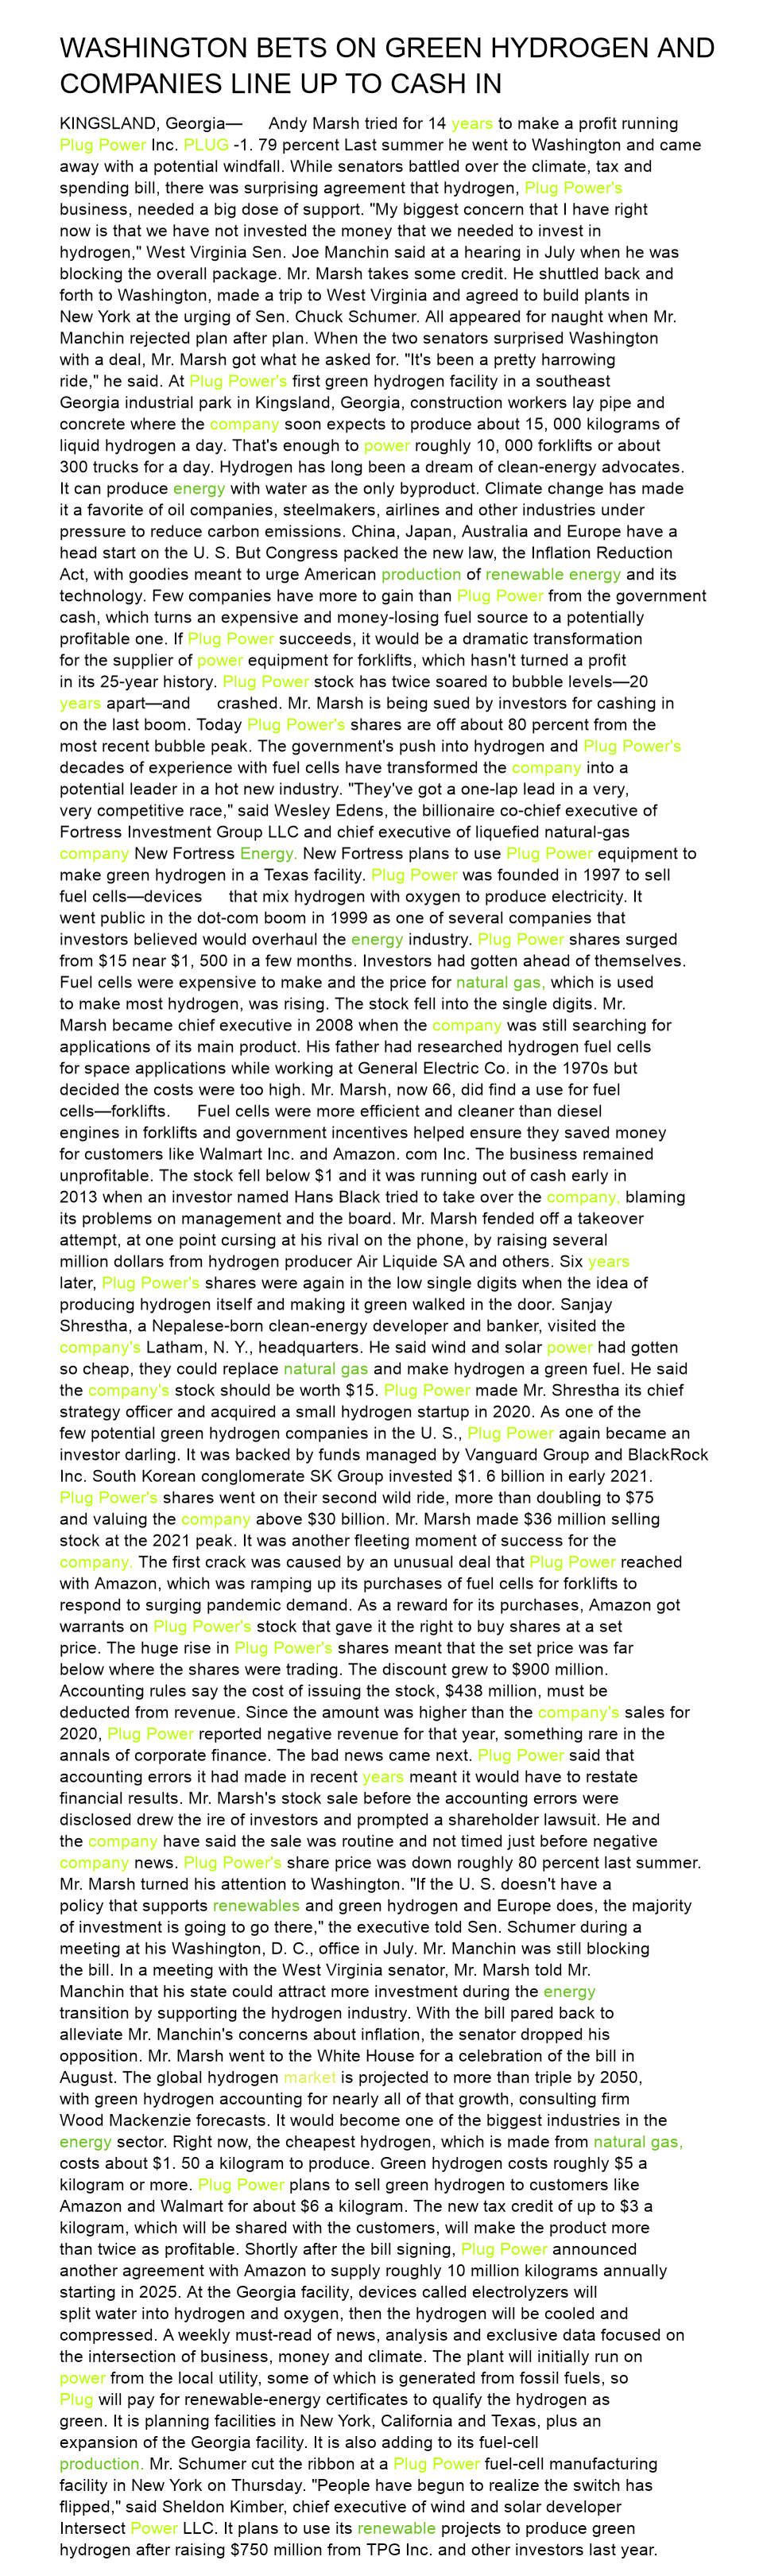 WASHINGTON BETS ON GREEN HYDROGEN AND
COMPANIES LINE UP TO CASH IN
KINGSLAND, Georgia— Andy Marsh tried for 14 years to make a profit running
Plug Power Inc. PLUG -1. 79 percent Last summer he went to Washington and came
away with a potential windfall. While senators battled over the climate, tax and
spending bill, there was surprising agreement that hydrogen, Plug Power's
business, needed a big dose of support. "My biggest concern that I have right
now is that we have not invested the money that we needed to invest in
hydrogen," West Virginia Sen. Joe Manchin said at a hearing in July when he was
blocking the overall package. Mr. Marsh takes some credit. He shuttled back and
forth to Washington, made a trip to West Virginia and agreed to build plants in
New York at the urging of Sen. Chuck Schumer. All appeared for naught when Mr.
Manchin rejected plan after plan. When the two senators surprised Washington
with a deal, Mr. Marsh got what he asked for. "It's been a pretty harrowing
ride," he said. At Plug Power's first green hydrogen facility in a southeast
Georgia industrial park in Kingsland, Georgia, construction workers lay pipe and
concrete where the company soon expects to produce about 15, 000 kilograms of
liquid hydrogen a day. That's enough to power roughly 10, 000 forklifts or about
300 trucks for a day. Hydrogen has long been a dream of clean-energy advocates.
It can produce energy with water as the only byproduct. Climate change has made
it a favorite of oil companies, steelmakers, airlines and other industries under
pressure to reduce carbon emissions. China, Japan, Australia and Europe have a
head start on the U. S. But Congress packed the new law, the Inflation Reduction
Act, with goodies meant to urge American production of renewable energy and its
technology. Few companies have more to gain than Plug Power from the government
cash, which turns an expensive and money-losing fuel source to a potentially
profitable one. If Plug Power succeeds, it would be a dramatic transformation
for the supplier of power equipment for forklifts, which hasn't turned a profit
in its 25-year history. Plug Power stock has twice soared to bubble levels—20
years apart—and crashed. Mr. Marsh is being sued by investors for cashing in
on the last boom. Today Plug Power's shares are off about 80 percent from the
most recent bubble peak. The government's push into hydrogen and Plug Power's
decades of experience with fuel cells have transformed the company into a
potential leader in a hot new industry. "They've got a one-lap lead in a very,
very competitive race," said Wesley Edens, the billionaire co-chief executive of
Fortress Investment Group LLC and chief executive of liquefied natural-gas
company New Fortress Energy. New Fortress plans to use Plug Power equipment to
make green hydrogen in a Texas facility. Plug Power was founded in 1997 to sell
fuel cells—devices that mix hydrogen with oxygen to produce electricity. It
went public in the dot-com boom in 1999 as one of several companies that
investors believed would overhaul the energy industry. Plug Power shares surged
from $15 near $1, 500 in a few months. Investors had gotten ahead of themselves.
Fuel cells were expensive to make and the price for natural gas, which is used
to make most hydrogen, was rising. The stock fell into the single digits. Mr.
Marsh became chief executive in 2008 when the company was still searching for
applications of its main product. His father had researched hydrogen fuel cells
for space applications while working at General Electric Co. in the 1970s but
decided the costs were too high. Mr. Marsh, now 66, did find a use for fuel
cells—forklifts. Fuel cells were more efficient and cleaner than diesel
engines in forklifts and government incentives helped ensure they saved money
for customers like Walmart Inc. and Amazon. com Inc. The business remained
unprofitable. The stock fell below $1 and it was running out of cash early in
2013 when an investor named Hans Black tried to take over the company, blaming
its problems on management and the board. Mr. Marsh fended off a takeover
attempt, at one point cursing at his rival on the phone, by raising several
million dollars from hydrogen producer Air Liquide SA and others. Six years
later, Plug Power's shares were again in the low single digits when the idea of
producing hydrogen itself and making it green walked in the door. Sanjay
Shrestha, a Nepalese-born clean-energy developer and banker, visited the
company's Latham, N. Y., headquarters. He said wind and solar power had gotten
so cheap, they could replace natural gas and make hydrogen a green fuel. He said
the company's stock should be worth $15. Plug Power made Mr. Shrestha its chief
strategy officer and acquired a small hydrogen startup in 2020. As one of the
few potential green hydrogen companies in the U. S., Plug Power again became an
investor darling. It was backed by funds managed by Vanguard Group and BlackRock
Inc. South Korean conglomerate SK Group invested $1. 6 billion in early 2021.
Plug Power's shares went on their second wild ride, more than doubling to $75
and valuing the company above $30 billion. Mr. Marsh made $36 million selling
stock at the 2021 peak. It was another fleeting moment of success for the
company. The first crack was caused by an unusual deal that Plug Power reached
with Amazon, which was ramping up its purchases of fuel cells for forklifts to
respond to surging pandemic demand. As a reward for its purchases, Amazon got
warrants on Plug Power's stock that gave it the right to buy shares at a set
price. The huge rise in Plug Power's shares meant that the set price was far
below where the shares were trading. The discount grew to $900 million.
Accounting rules say the cost of issuing the stock, $438 million, must be
deducted from revenue. Since the amount was higher than the company's sales for
2020, Plug Power reported negative revenue for that year, something rare in the
annals of corporate finance. The bad news came next. Plug Power said that
accounting errors it had made in recent years meant it would have to restate
financial results. Mr. Marsh's stock sale before the accounting errors were
disclosed drew the ire of investors and prompted a shareholder lawsuit. He and
the company have said the sale was routine and not timed just before negative
company news. Plug Power's share price was down roughly 80 percent last summer.
Mr. Marsh turned his attention to Washington. "If the U. S. doesn't have a
policy that supports renewables and green hydrogen and Europe does, the majority
of investment is going to go there," the executive told Sen. Schumer during a
meeting at his Washington, D. C., office in July. Mr. Manchin was still blocking
the bill. In a meeting with the West Virginia senator, Mr. Marsh told Mr.
Manchin that his state could attract more investment during the energy
transition by supporting the hydrogen industry. With the bill pared back to
alleviate Mr. Manchin's concerns about inflation, the senator dropped his
opposition. Mr. Marsh went to the White House for a celebration of the bill in
August. The global hydrogen market is projected to more than triple by 2050,
with green hydrogen accounting for nearly all of that growth, consulting firm
Wood Mackenzie forecasts. It would become one of the biggest industries in the
energy sector. Right now, the cheapest hydrogen, which is made from natural gas,
costs about $1. 50 a kilogram to produce. Green hydrogen costs roughly $5 a
kilogram or more. Plug Power plans to sell green hydrogen to customers like
Amazon and Walmart for about $6 a kilogram. The new tax credit of up to $3 a
kilogram, which will be shared with the customers, will make the product more
than twice as profitable. Shortly after the bill signing, Plug Power announced
another agreement with Amazon to supply roughly 10 million kilograms annually
starting in 2025. At the Georgia facility, devices called electrolyzers will
split water into hydrogen and oxygen, then the hydrogen will be cooled and
compressed. A weekly must-read of news, analysis and exclusive data focused on
the intersection of business, money and climate. The plant will initially run on
power from the local utility, some of which is generated from fossil fuels, so
Plug will pay for renewable-energy certificates to qualify the hydrogen as
green. It is planning facilities in New York, California and Texas, plus an
expansion of the Georgia facility. It is also adding to its fuel-cell
production. Mr. Schumer cut the ribbon at a Plug Power fuel-cell manufacturing
facility in New York on Thursday. "People have begun to realize the switch has
flipped," said Sheldon Kimber, chief executive of wind and solar developer
Intersect Power LLC. It plans to use its renewable projects to produce green
hydrogen after raising $750 million from TPG Inc. and other investors last year.